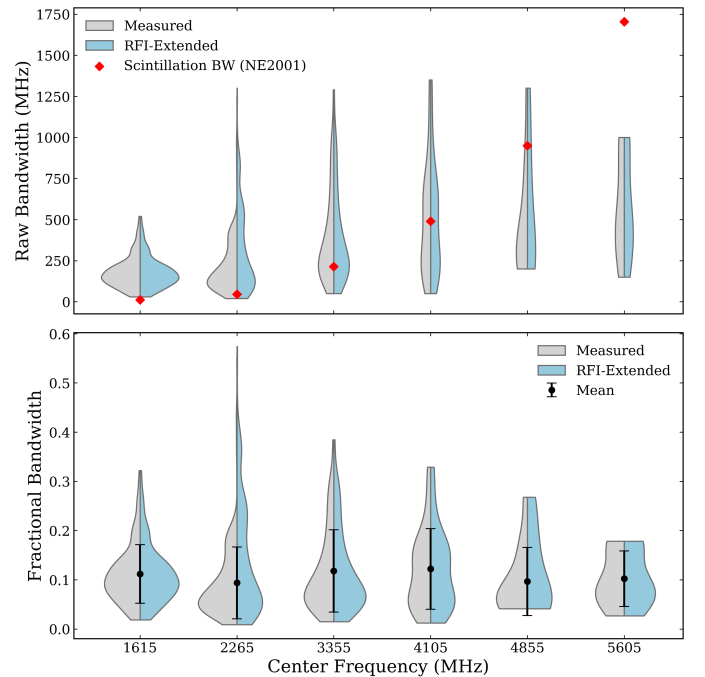 1750
1500
1250
1000
750
500
250
0
Raw Bandwidth (MHz)
Measured
RFI-Extended
Scintillation BW (NE2001)
0.6
0.5
0.4
0.3
0.2
0.1
0.0
Fractional Bandwidth
Measured
RFI-Extended
Mean
1615 2265 3355 4105 4855 5605
Center Frequency (MHz)